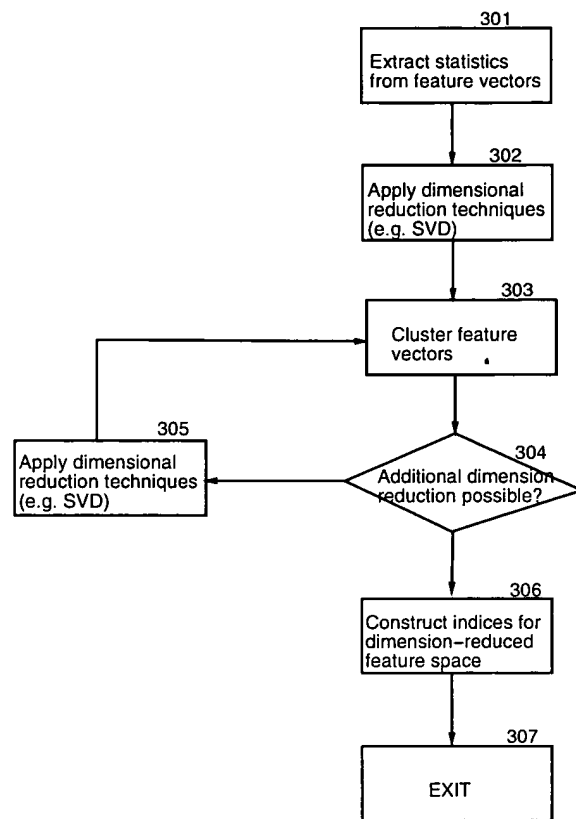 301
Extract statistics
from feature vectors
302
Apply dimensional
reduction techniques
(e.g. SVD)
303
Cluster feature
vectors
304
Additional dimension
reduction possible?
305
Apply dimensional
reduction techniques
(e.g. SVD)
306
Construct indices for
dimension-reduced
feature space
307
EXIT